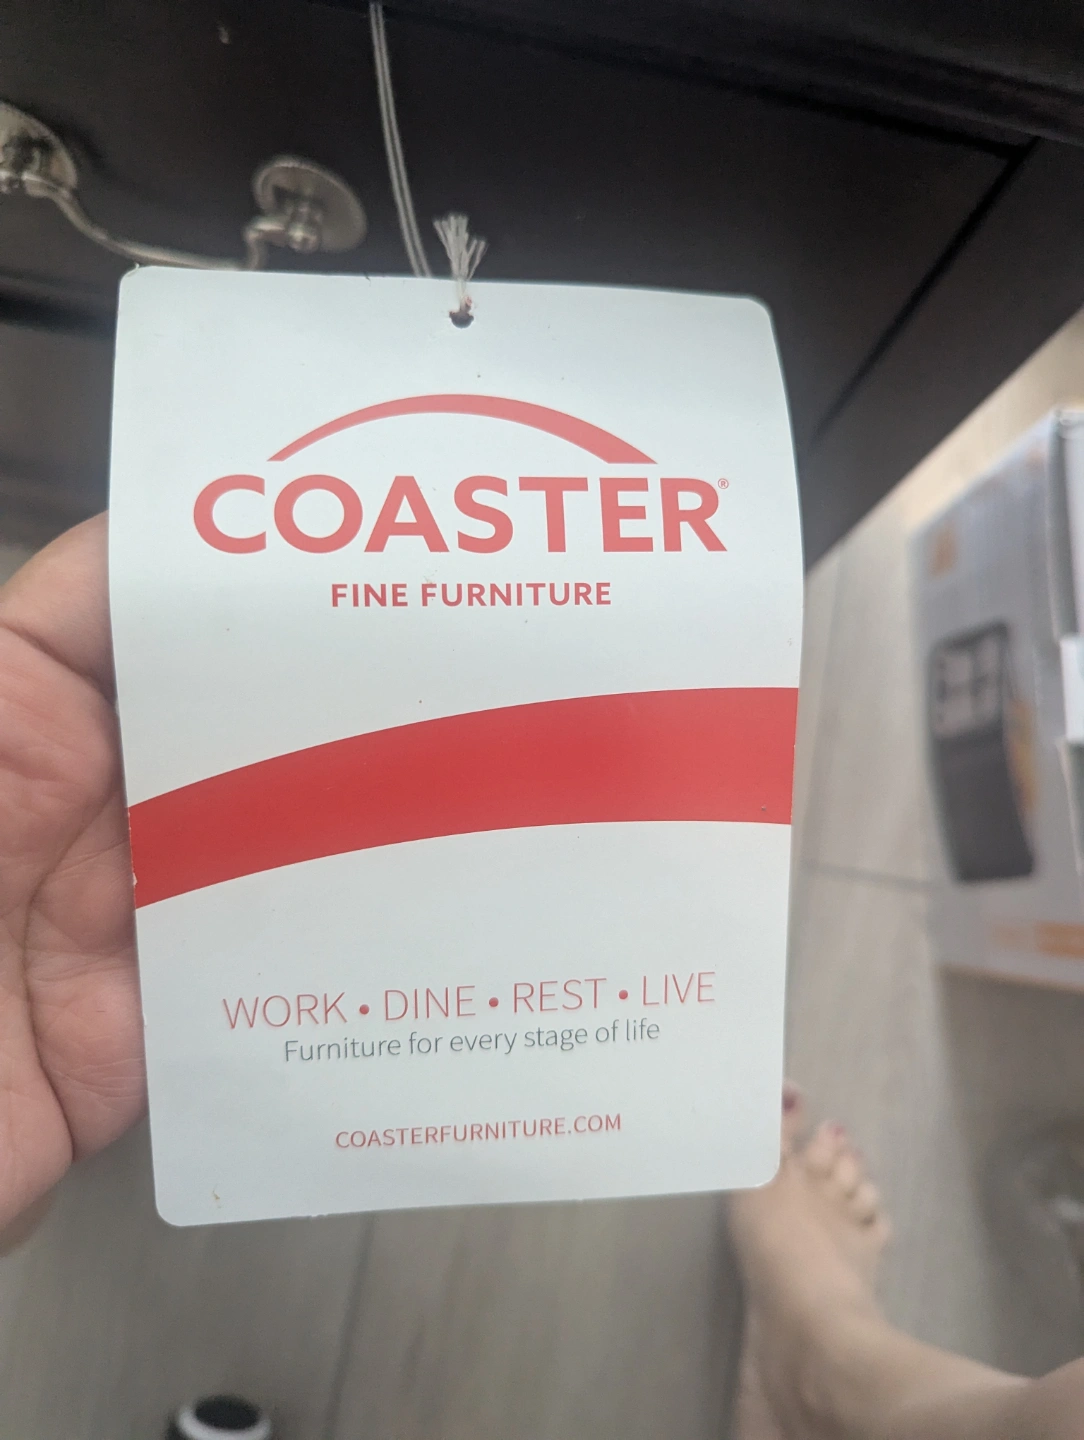 COASTER®
FINE FURNITURE
WORK • DINE • REST • LIVE
Furniture for every stage of life
COASTERFURNITURE.COM